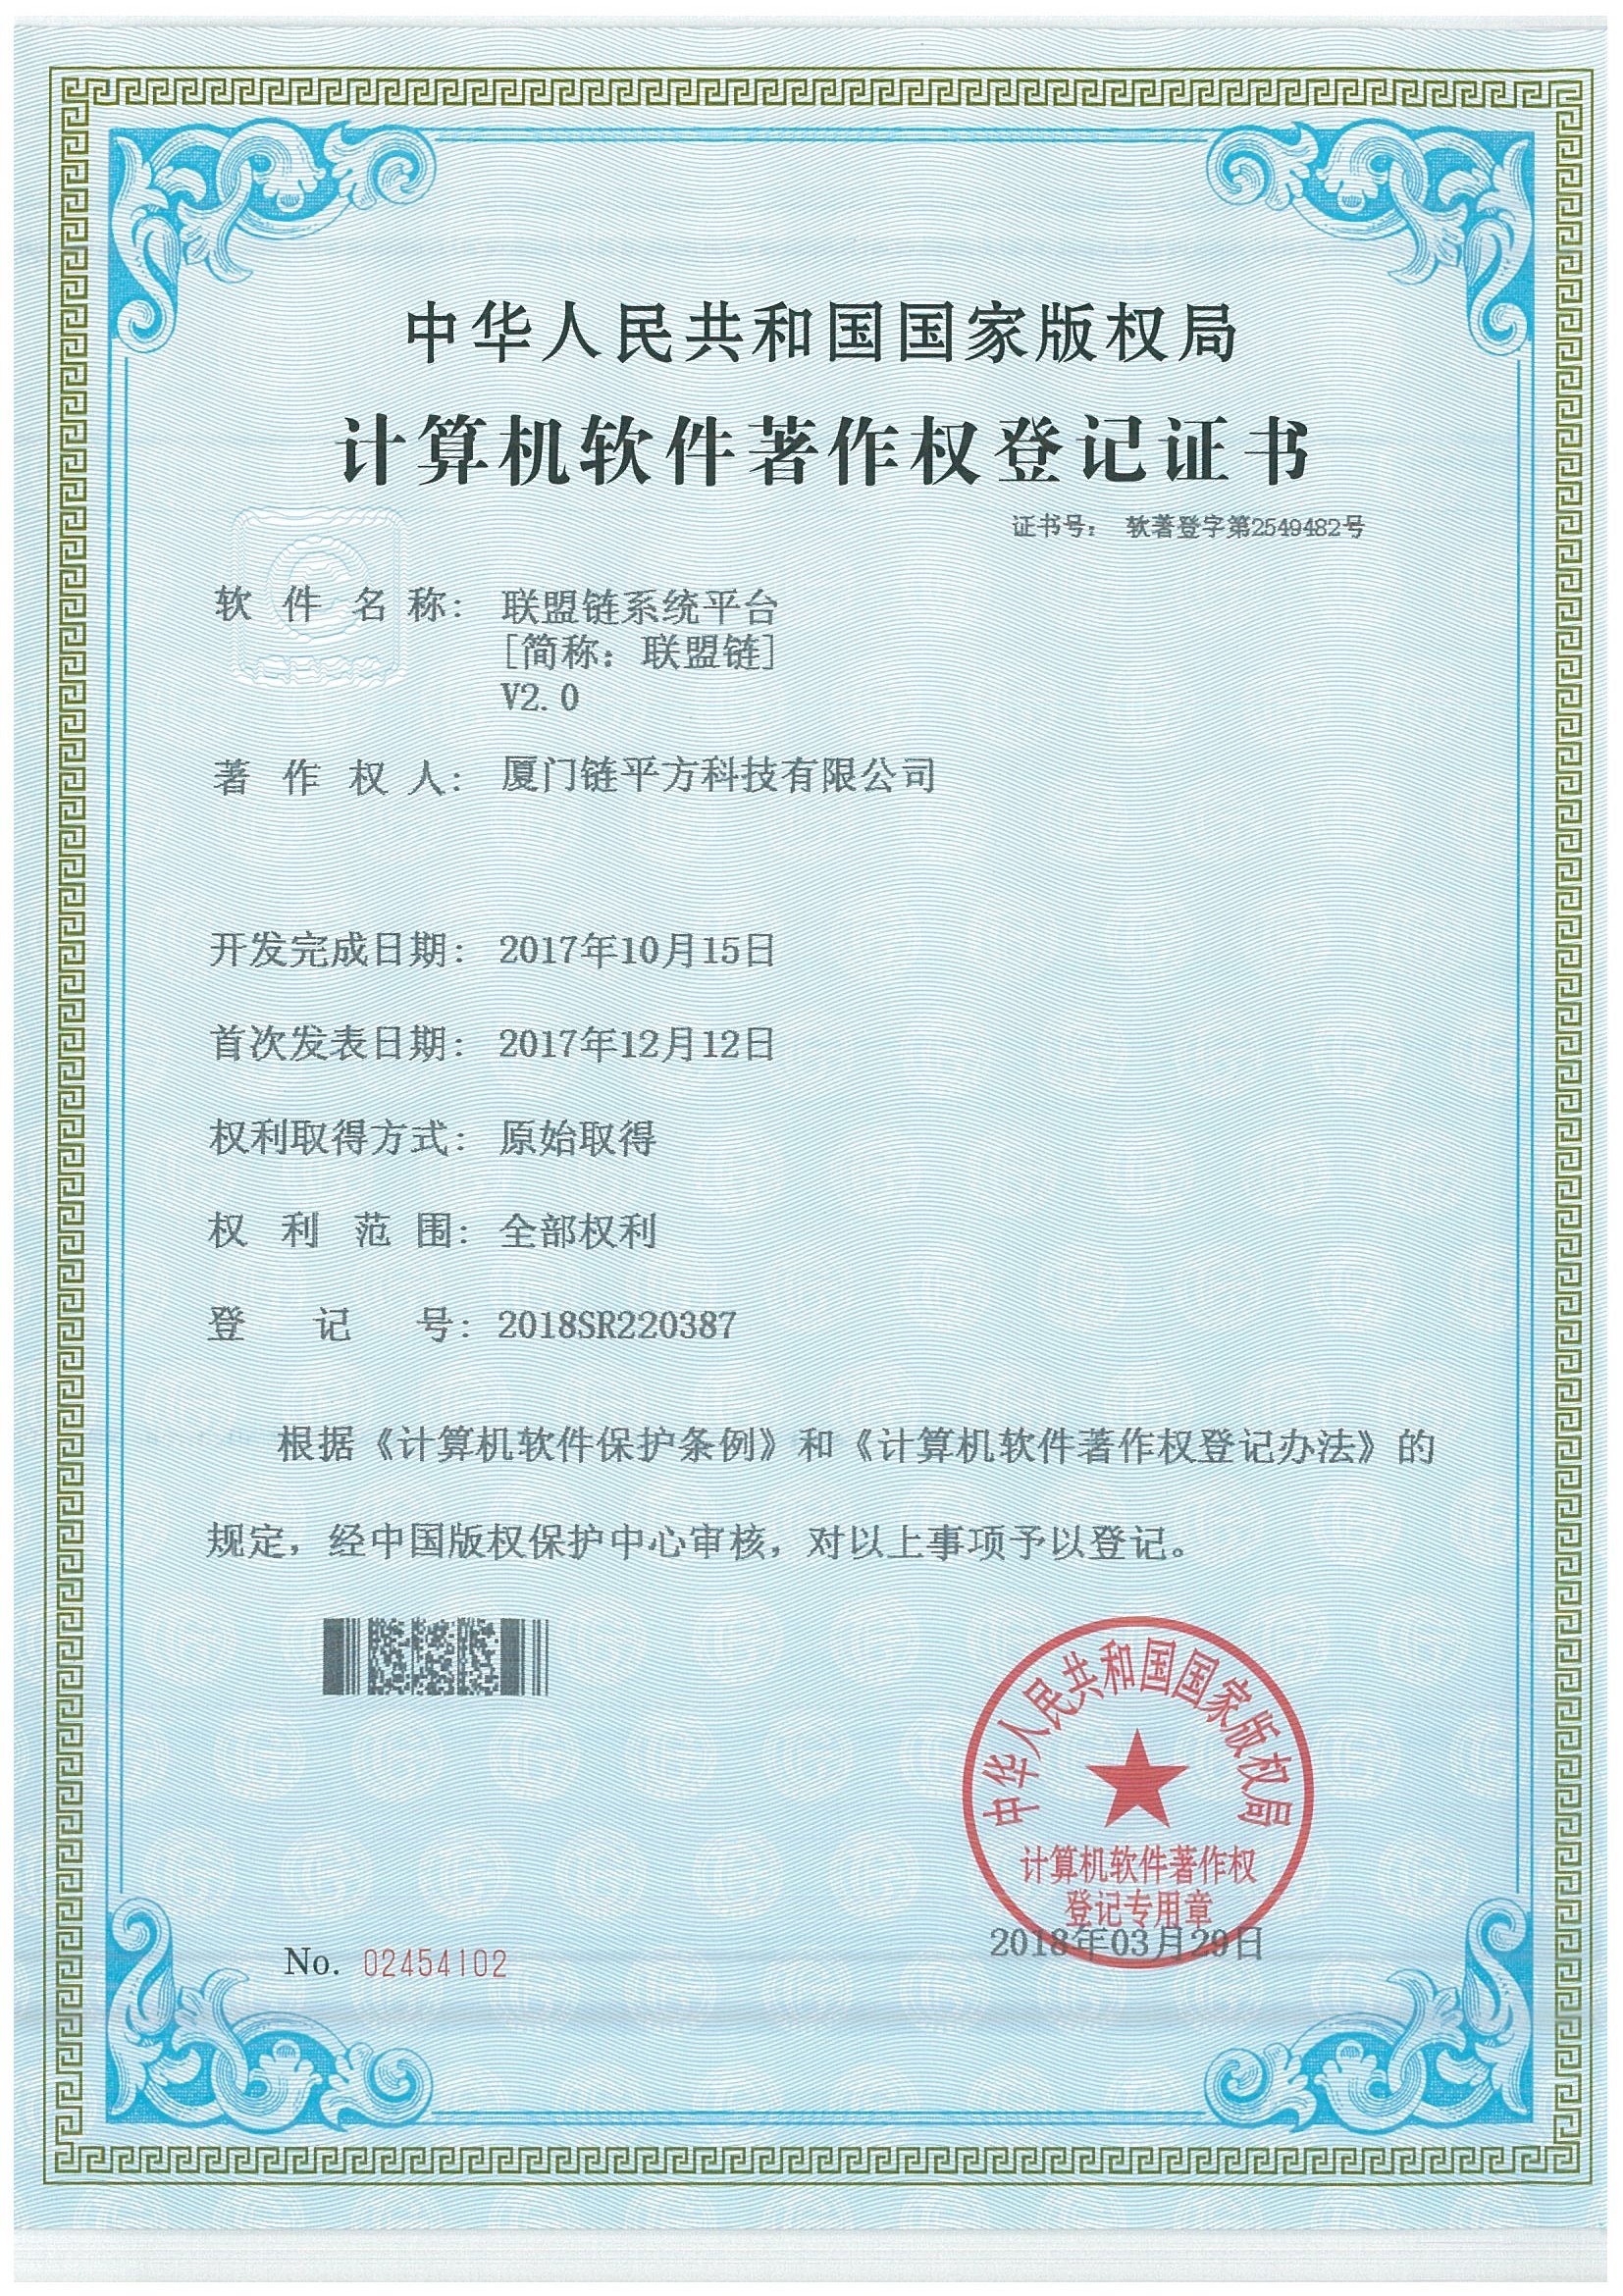 中华人民共和国国家版权局
计算机软件著作权登记证书
证书号： 软著登字第2549482号
软件名称： 联盟链系统平台
[简称：联盟链]
V2.0
著作权人： 厦门链平方科技有限公司
开发完成日期： 2017年10月15日
首次发表日期： 2017年12月12日
权利取得方式： 原始取得
权利范围： 全部权利
登记号： 2018SR220387
根据《计算机软件保护条例》和《计算机软件著作权登记办法》的
规定，经中国版权保护中心审核，对以上事项予以登记。
中华人民共和国国家版权局
计算机软件著作权
登记专用章
2018年03月29日
No. 02454102